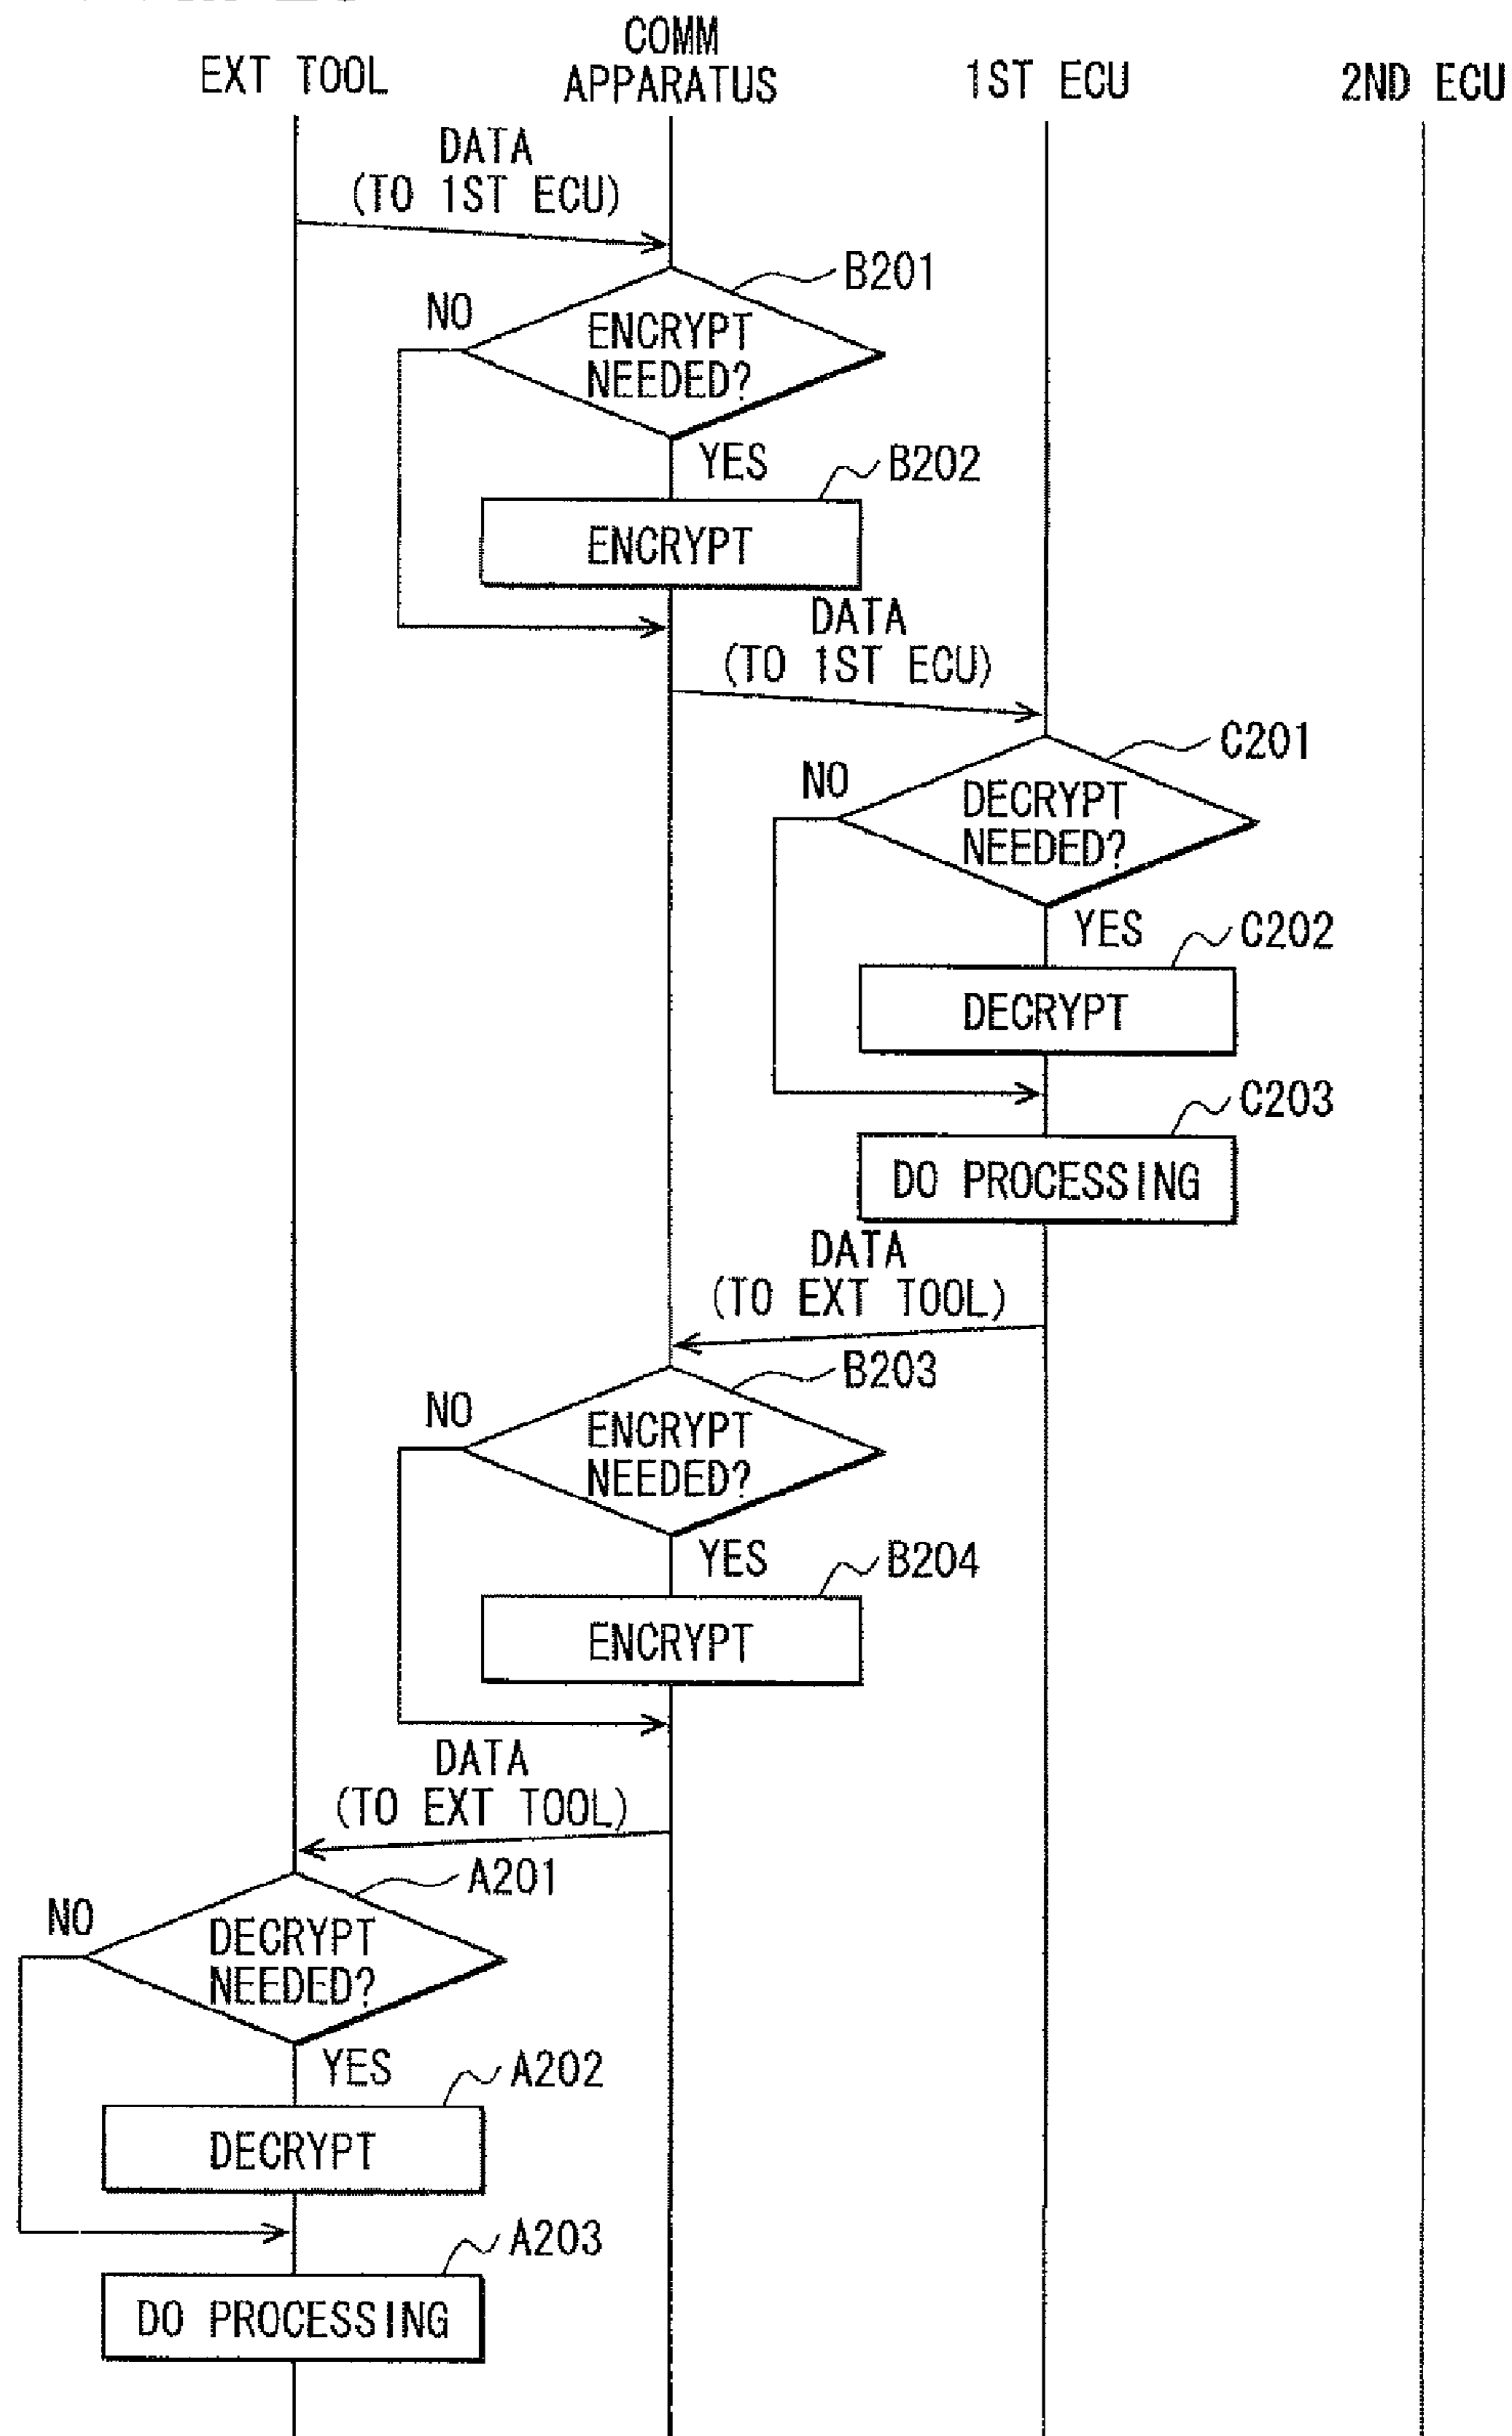 EXT TOOL
COMM
APPARATUS
1ST ECU
2ND ECU
DATA
(TO 1ST ECU)
B201
NO
ENCRYPT
NEEDED?
YES
B202
ENCRYPT
DATA
(TO 1ST ECU)
C201
NO
DECRYPT
NEEDED?
YES
C202
DECRYPT
C203
DO PROCESSING
DATA
(TO EXT TOOL)
B203
NO
ENCRYPT
NEEDED?
YES
B204
ENCRYPT
DATA
(TO EXT TOOL)
A201
NO
DECRYPT
NEEDED?
YES
A202
DECRYPT
A203
DO PROCESSING